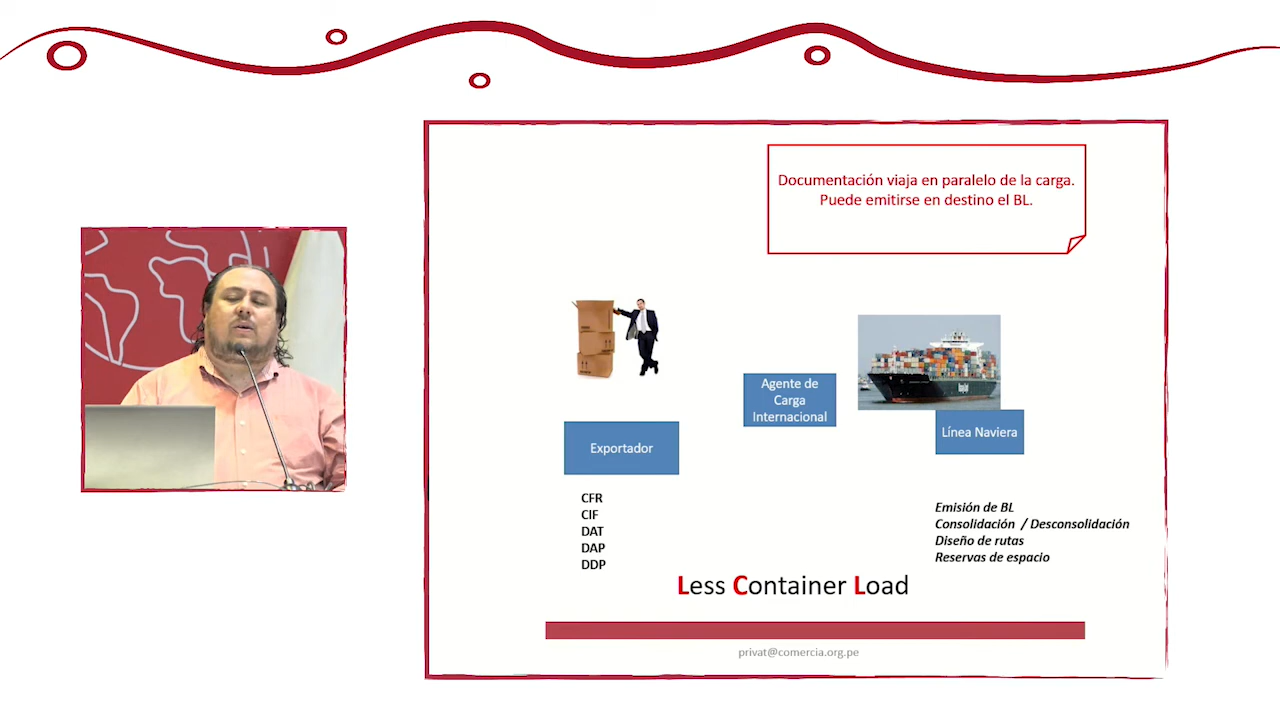 Documentación viaja en paralelo de la carga.
Puede emitirse en destino el BL.
Agente de
Carga
Internacional
Línea Naviera
Exportador
CFR
CIF
DAT
DAP
DDP
Emisión de BL
Consolidación / Desconsolidación
Diseño de rutas
Reservas de espacio
Less Container Load
privat@comercia.org.pe